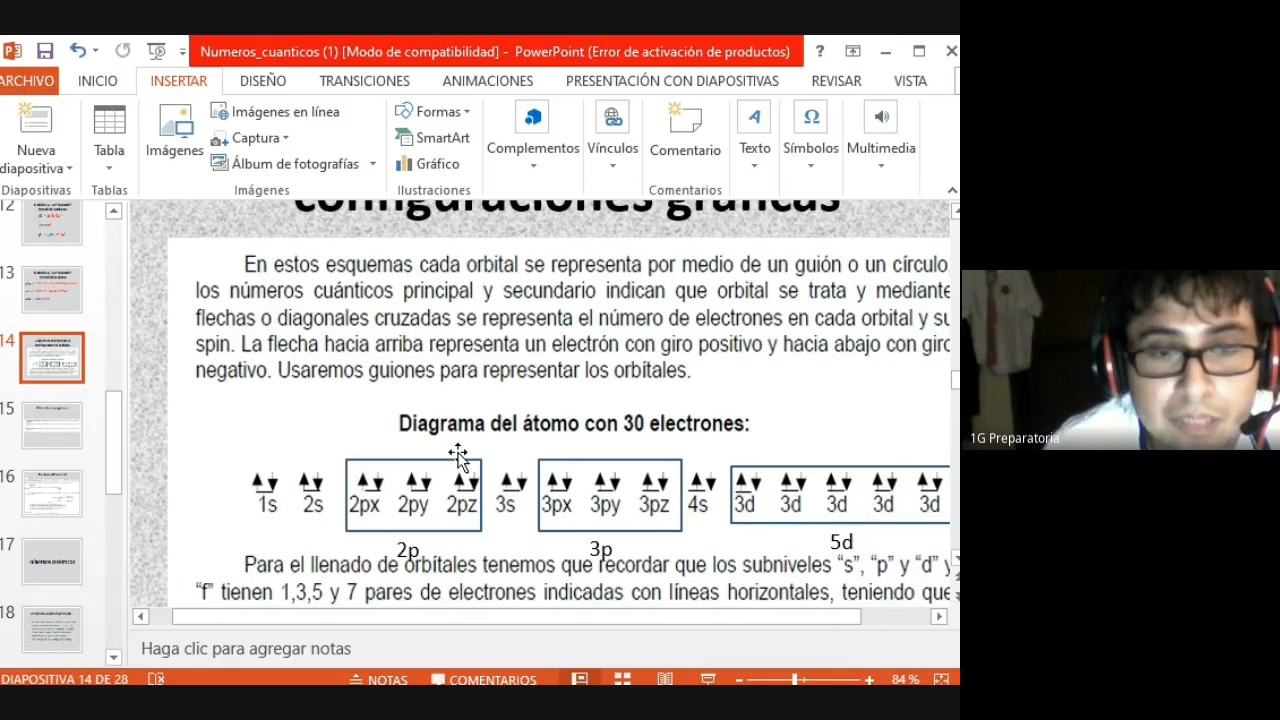 Numeros_cuanticos (1) [Modo de compatibilidad] - PowerPoint (Error de activación de productos)
ARCHIVO INICIO INSERTAR DISEÑO TRANSICIONES ANIMACIONES PRESENTACIÓN CON DIAPOSITIVAS REVISAR VISTA
Nueva diapositiva
Tabla
Imágenes
Imágenes en línea
Captura
Álbum de fotografías
Formas
SmartArt
Gráfico
Complementos
Vínculos
Comentario
Texto
Símbolos
Multimedia
Diapositivas Tablas Imágenes Ilustraciones Comentarios
12
13
14
15
16
17
18
configuraciones gráficas
En estos esquemas cada orbital se representa por medio de un guión o un círculo,
los números cuánticos principal y secundario indican que orbital se trata y mediante
flechas o diagonales cruzadas se representa el número de electrones en cada orbital y su
spin. La flecha hacia arriba representa un electrón con giro positivo y hacia abajo con giro
negativo. Usaremos guiones para representar los orbítales.
Diagrama del átomo con 30 electrones:
1s 2s 2px 2py 2pz 3s 3px 3py 3pz 4s 3d 3d 3d 3d 3d
2p 3p 5d
Para el llenado de orbítales tenemos que recordar que los subniveles “s”, “p” y “d” y
“f” tienen 1,3,5 y 7 pares de electrones indicadas con líneas horizontales, teniendo que
Haga clic para agregar notas
DIAPOSITIVA 14 DE 28 NOTAS COMENTARIOS 84 %
1G Preparatoria